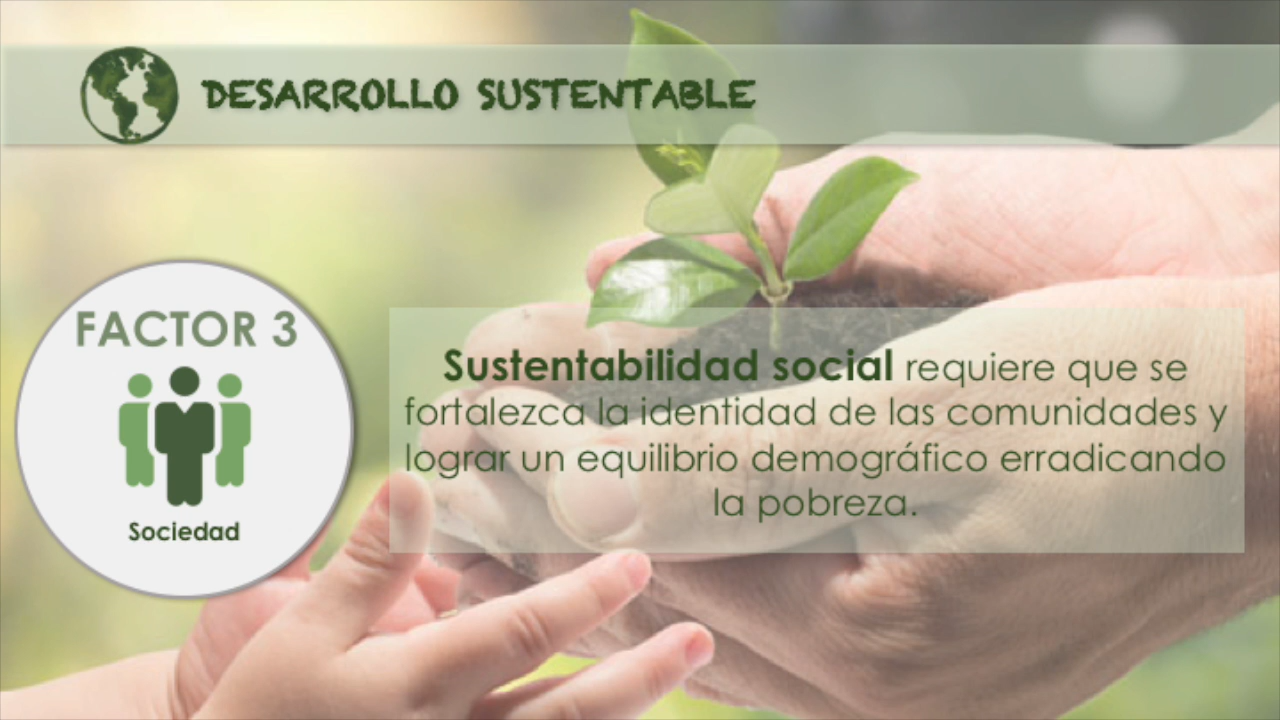 DESARROLLO SUSTENTABLE
FACTOR 3
Sociedad
Sustentabilidad social requiere que se
fortalezca la identidad de las comunidades y
lograr un equilibrio demográfico erradicando
la pobreza.